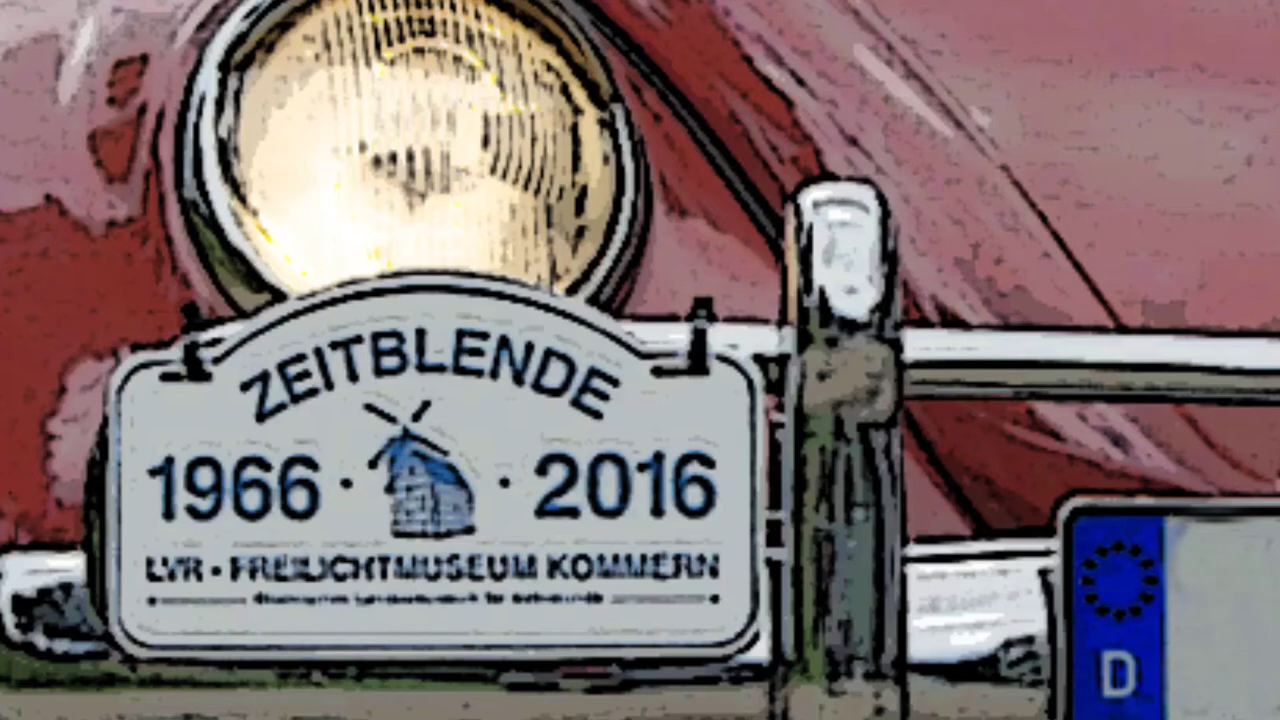 ZEITBLENDE
1966 · 2016
LVR · FREILICHTMUSEUM KOMMERN
D